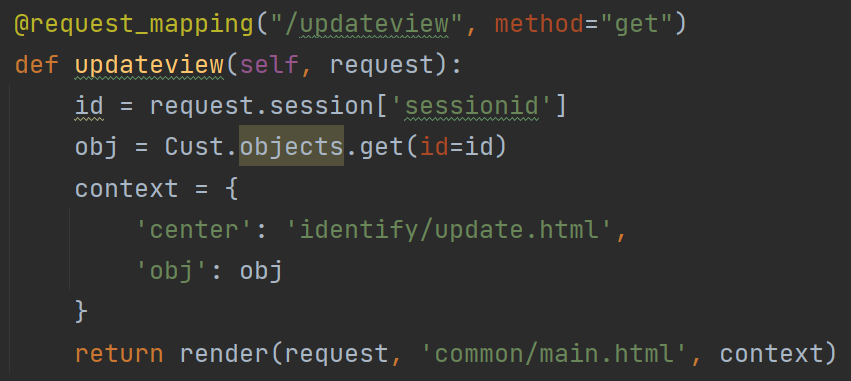 @request_mapping("/updateview", method="get")
def updateview(self, request):
    id = request.session['sessionid']
    obj = Cust.objects.get(id=id)
    context = {
        'center': 'identify/update.html',
        'obj': obj
    }
    return render(request, 'common/main.html', context)